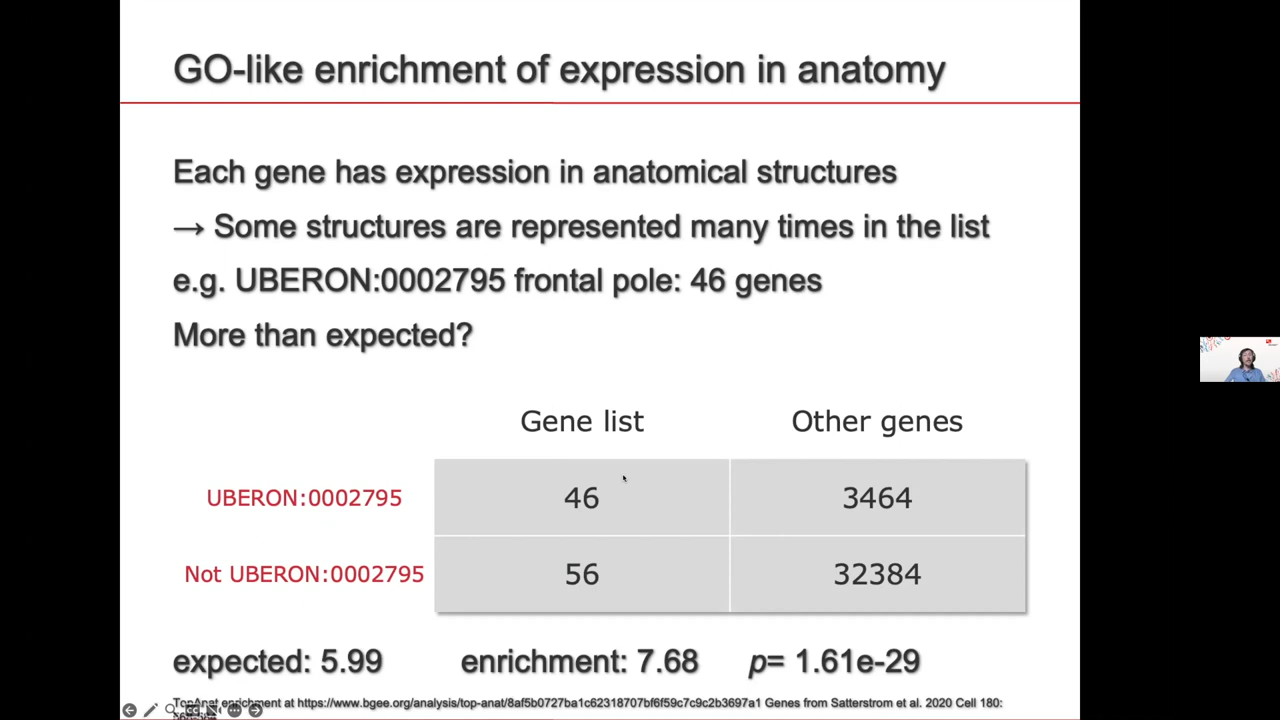 GO-like enrichment of expression in anatomy
Each gene has expression in anatomical structures
→ Some structures are represented many times in the list
e.g. UBERON:0002795 frontal pole: 46 genes
More than expected?
Gene list Other genes
UBERON:0002795 46 3464
Not UBERON:0002795 56 32384
expected: 5.99 enrichment: 7.68 p= 1.61e-29
TopAnat enrichment at https://www.bgee.org/analysis/top-anat/8af5b0727ba1c62318707bf6f59c7c9c2b3697a1 Genes from Satterstrom et al. 2020 Cell 180: